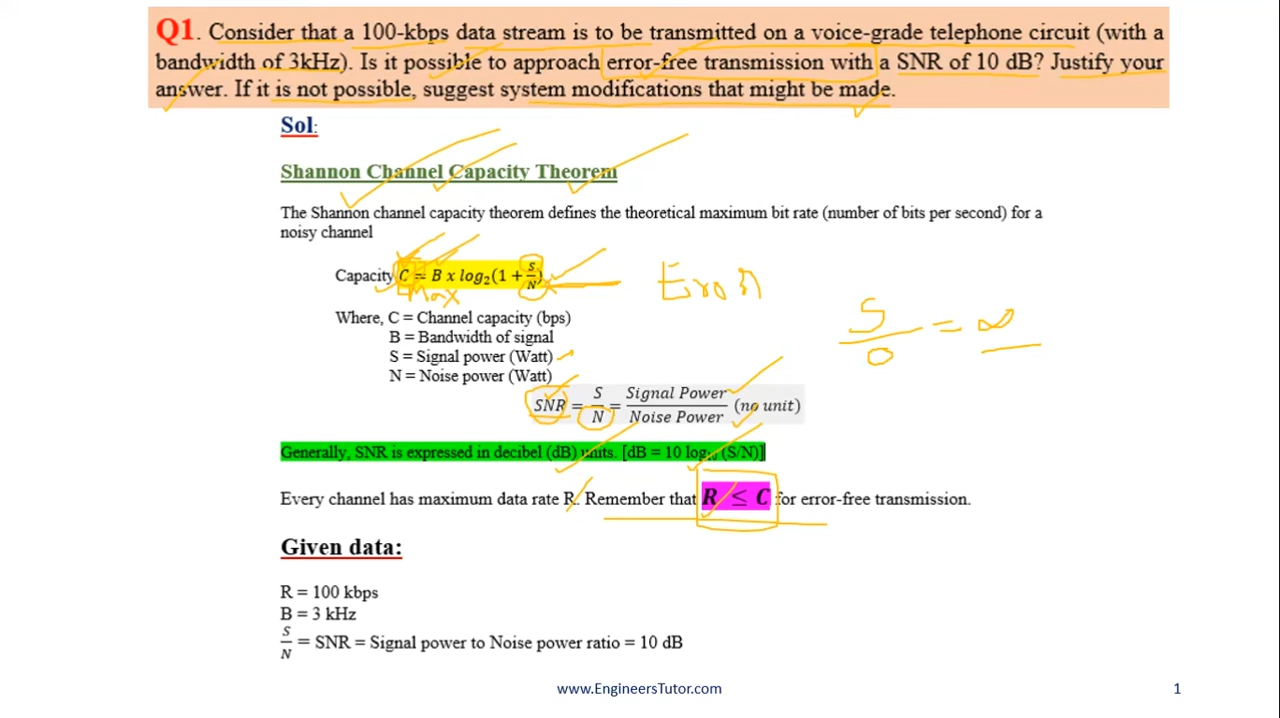 Q1. Consider that a 100-kbps data stream is to be transmitted on a voice-grade telephone circuit (with a
bandwidth of 3kHz). Is it possible to approach error-free transmission with a SNR of 10 dB? Justify your
answer. If it is not possible, suggest system modifications that might be made.
Sol:
Shannon Channel Capacity Theorem
The Shannon channel capacity theorem defines the theoretical maximum bit rate (number of bits per second) for a
noisy channel
Capacity C = B x log₂(1 + S/N)
Max
Error
S/0 = ∞
Where, C = Channel capacity (bps)
B = Bandwidth of signal
S = Signal power (Watt)
N = Noise power (Watt)
SNR = S/N = Signal Power/Noise Power (no unit)
Generally, SNR is expressed in decibel (dB) units. [dB = 10 log₁₀ (S/N)]
Every channel has maximum data rate R. Remember that R ≤ C for error-free transmission.
Given data:
R = 100 kbps
B = 3 kHz
S/N = SNR = Signal power to Noise power ratio = 10 dB
www.EngineersTutor.com
1